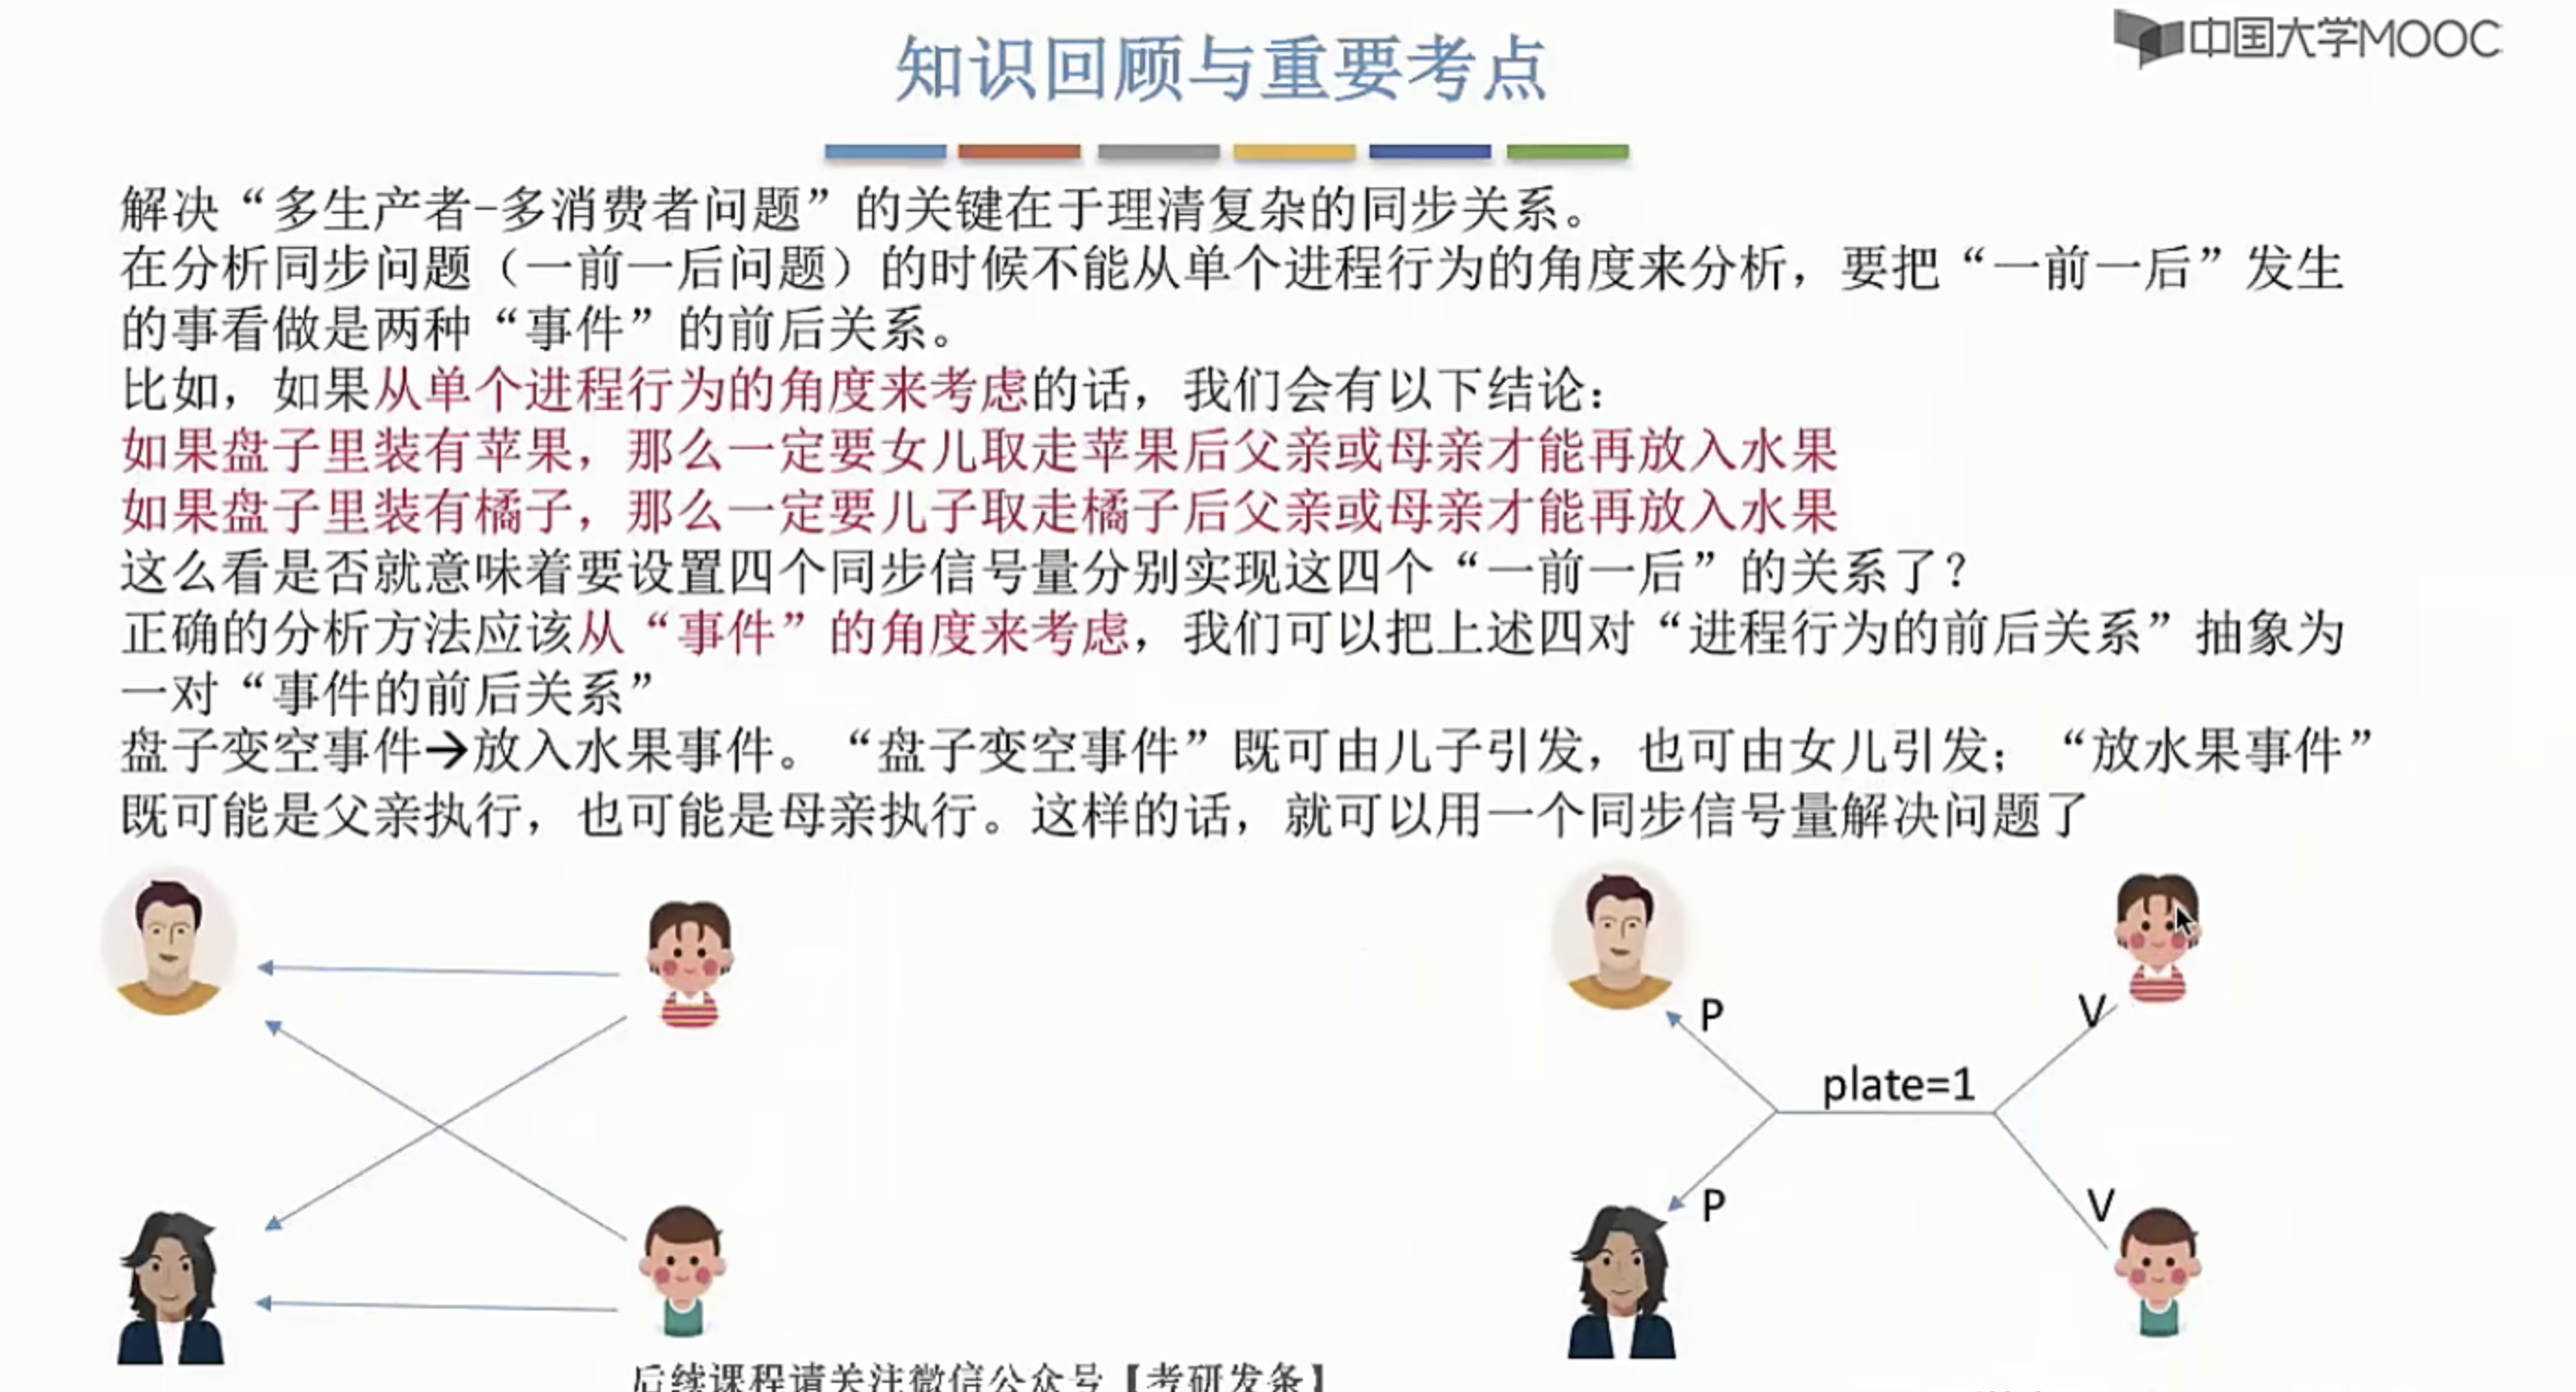 中国大学MOOC
知识回顾与重要考点
解决“多生产者-多消费者问题”的关键在于理清复杂的同步关系。
在分析同步问题（一前一后问题）的时候不能从单个进程行为的角度来分析，要把“一前一后”发生
的事看做是两种“事件”的前后关系。
比如，如果从单个进程行为的角度来考虑的话，我们会有以下结论：
如果盘子里装有苹果，那么一定要女儿取走苹果后父亲或母亲才能再放入水果
如果盘子里装有橘子，那么一定要儿子取走橘子后父亲或母亲才能再放入水果
这么看是否就意味着要设置四个同步信号量分别实现这四个“一前一后”的关系了？
正确的分析方法应该从“事件”的角度来考虑，我们可以把上述四对“进程行为的前后关系”抽象为
一对“事件的前后关系”
盘子变空事件→放入水果事件。“盘子变空事件”既可由儿子引发，也可由女儿引发；“放水果事件”
既可能是父亲执行，也可能是母亲执行。这样的话，就可以用一个同步信号量解决问题了
P
V
plate=1
P
V
后续课程请关注微信公众号【考研发条】